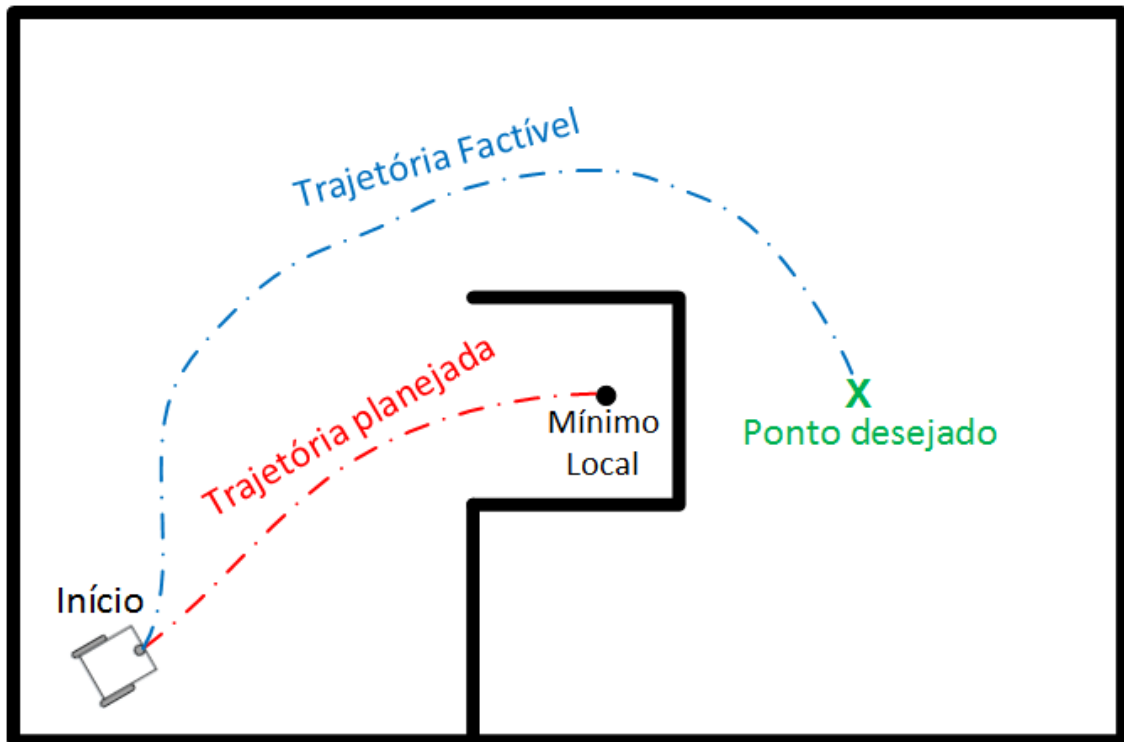 Trajetória Factível
Trajetória planejada
Mínimo
Local
X
Ponto desejado
Início